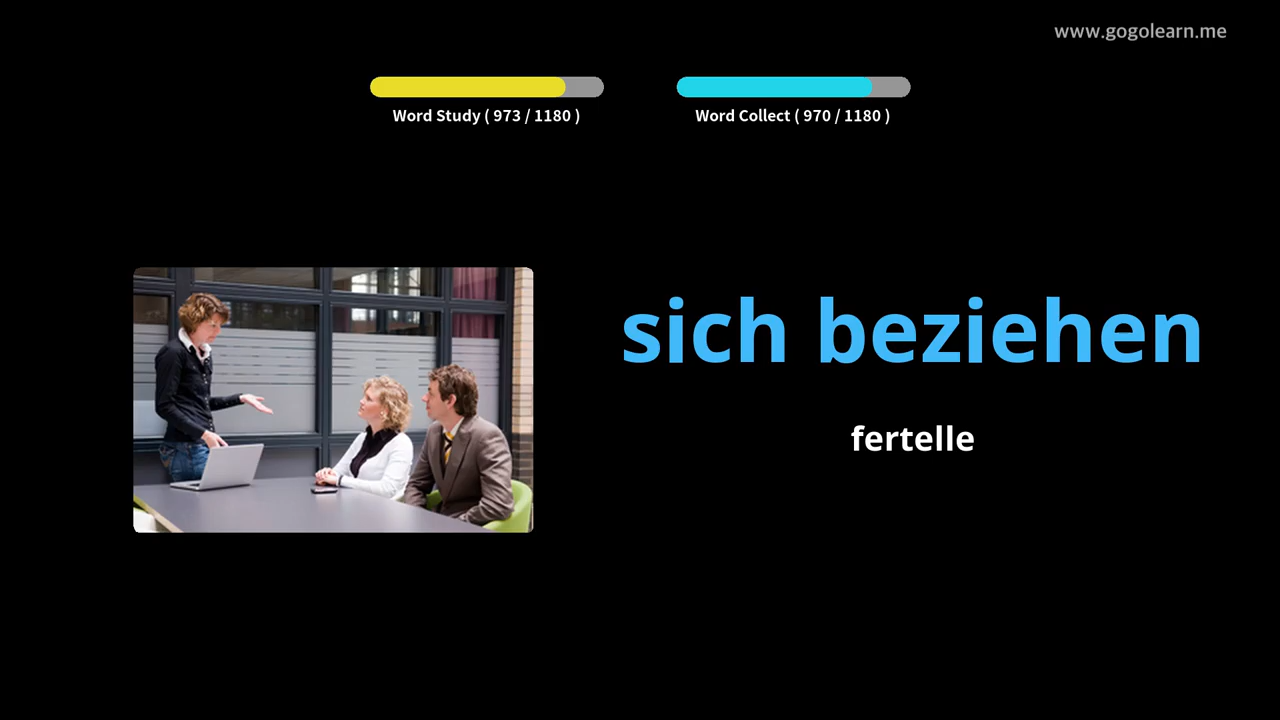 www.gogolearn.me
Word Study ( 973 / 1180 )
Word Collect ( 970 / 1180 )
sich beziehen
fertelle